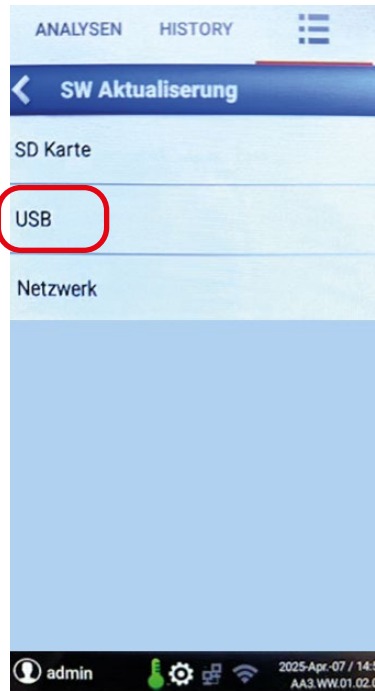 ANALYSEN HISTORY
SW Aktualiserung
SD Karte
USB
Netzwerk
admin
2025-Apr.-07 / 14:5
AA3.WW.01.02.0